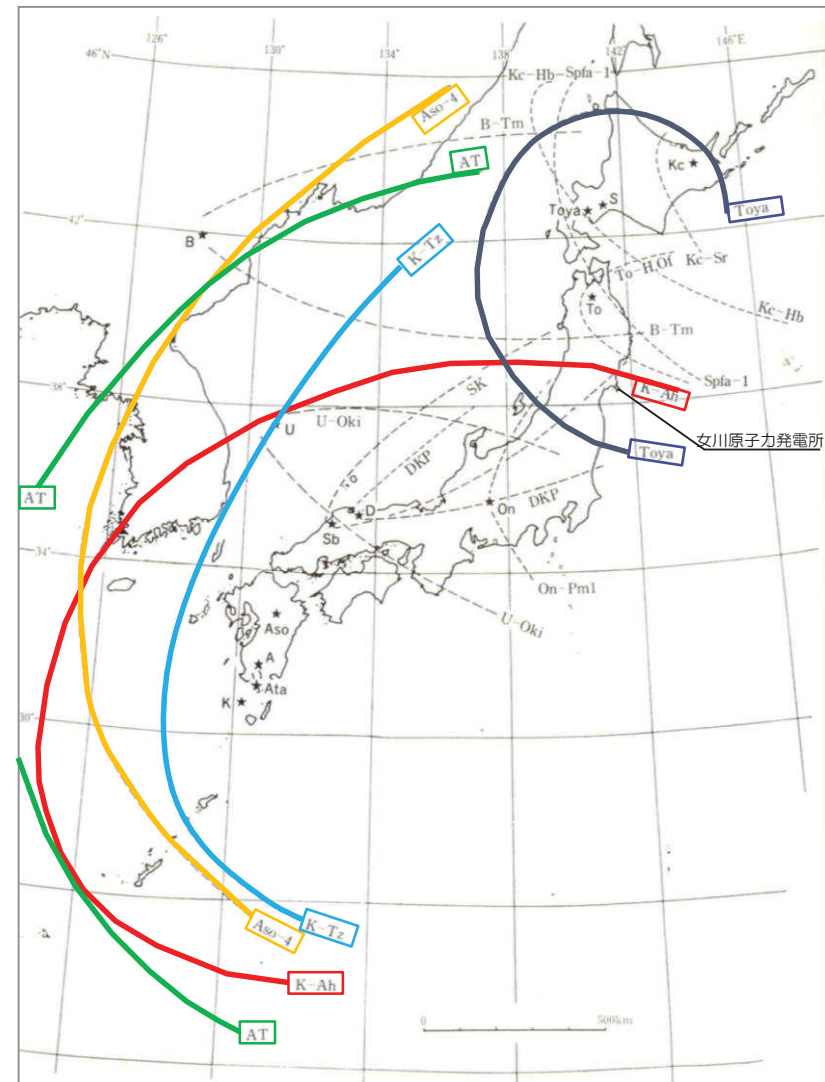 46°N
126°
130°
134°
138°
142°
146°E
Kc-Hb
Spfa-1
Aso-4
B-Tm
AT
Kc
42°
Toya
S
Toya
B
K-Tz
To-H,Of
Kc-Sr
To
Kc-Hb
B-Tm
38°
Spfa-1
SK
K-Ah
U-Oki
U
女川原子力発電所
DKP
Toya
AT
DKP
D
On
Sb
34°
On-Pm1
Aso
U-Oki
A
Ata
K
30°
Aso-4
K-Tz
K-Ah
0
500km
AT